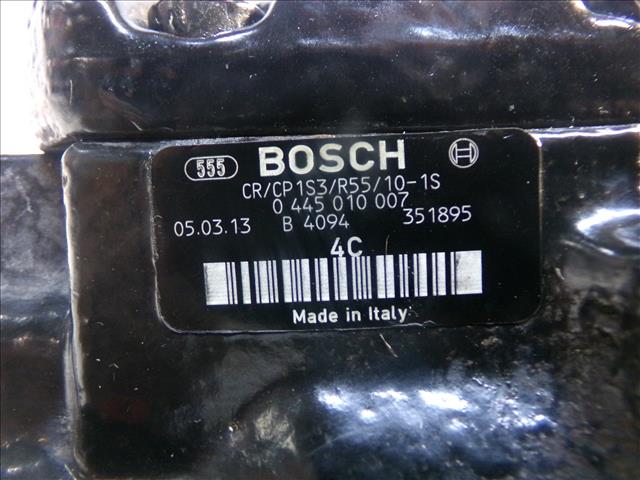 555 BOSCH
CR/CP1S3/R55/10-1S
0 445 010 007
05.03.13 B 4094 351895
4C
Made in Italy